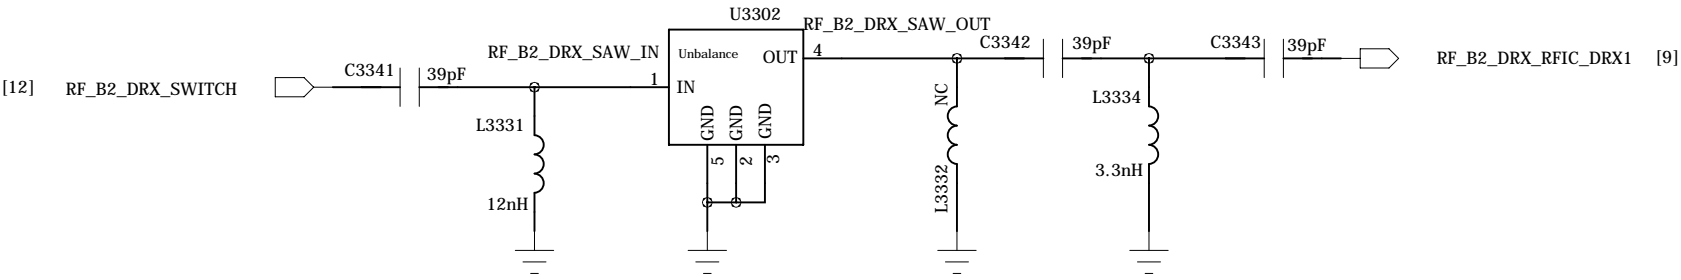 U3302
RF_B2_DRX_SAW_OUT
RF_B2_DRX_SAW_IN
Unbalance
OUT
4
C3342
39pF
C3343
39pF
RF_B2_DRX_RFIC_DRX1
[9]
[12]
RF_B2_DRX_SWITCH
C3341
39pF
1
IN
GND
GND
GND
5
2
3
L3331
12nH
NC
L3332
L3334
3.3nH